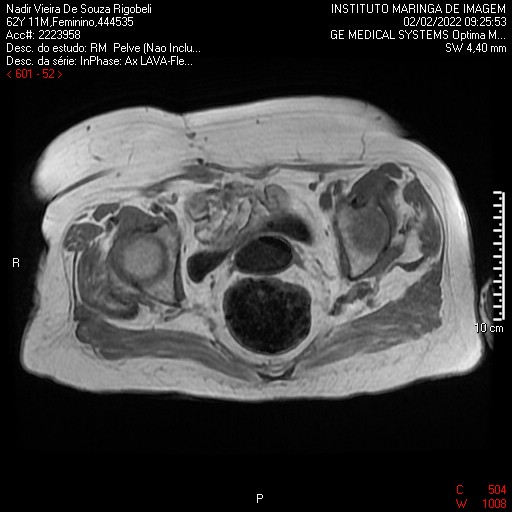 Nadir Vieira De Souza Rigobeli
62Y 11M,Feminino,444535
Acc#: 2223958
Desc. do estudo: RM Pelve (Nao Inclu...
Desc. da série: InPhase: Ax LAVA-Fle...
< 601 - 52 >
INSTITUTO MARINGA DE IMAGEM
02/02/2022 09:25:53
GE MEDICAL SYSTEMS Optima M...
SW 4,40 mm
R
10 cm
P
C 504
W 1008